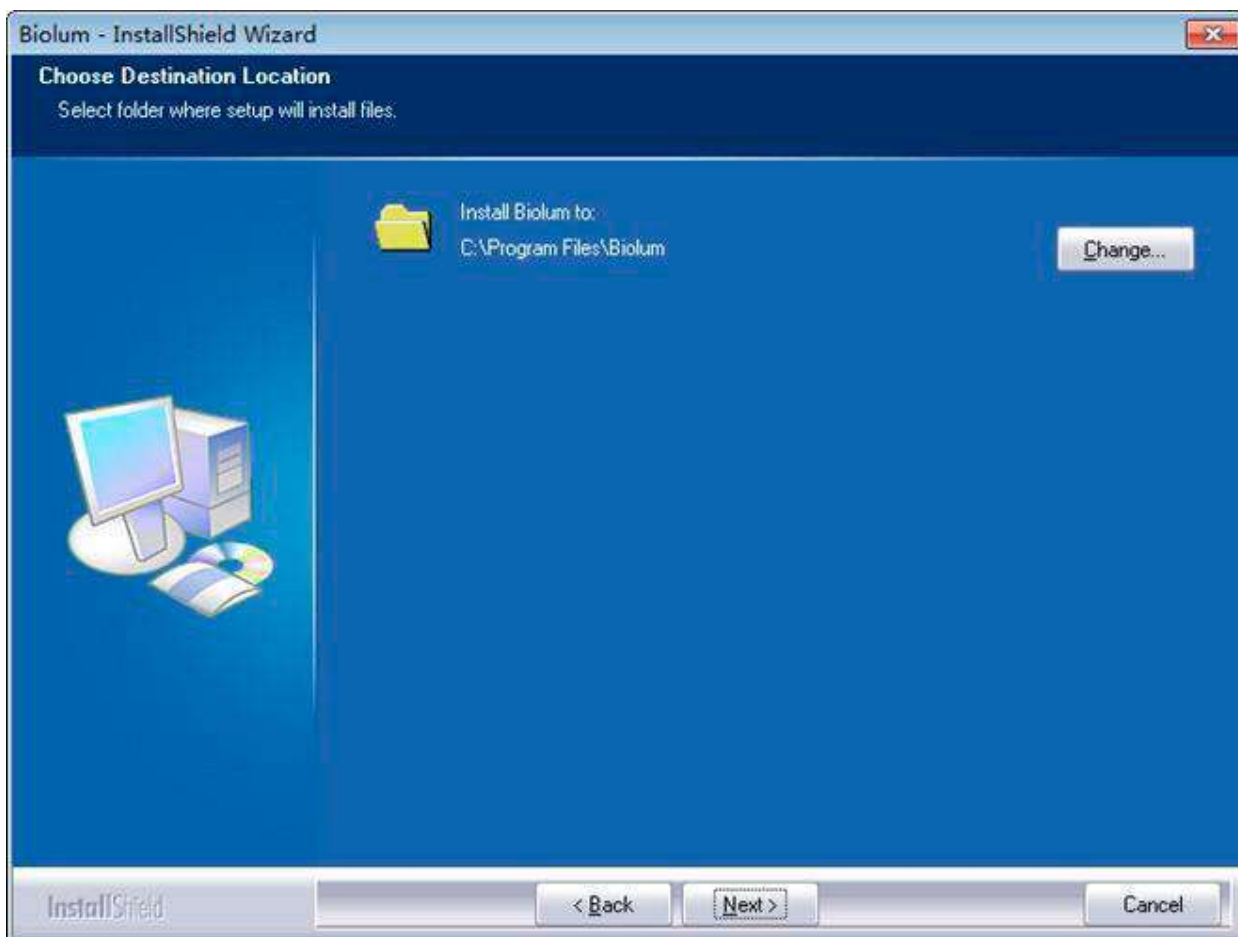 Biolum - InstallShield Wizard
Choose Destination Location
Select folder where setup will install files.
Install Biolum to:
C:\Program Files\Biolum
Change...
InstallShield
< Back
Next >
Cancel